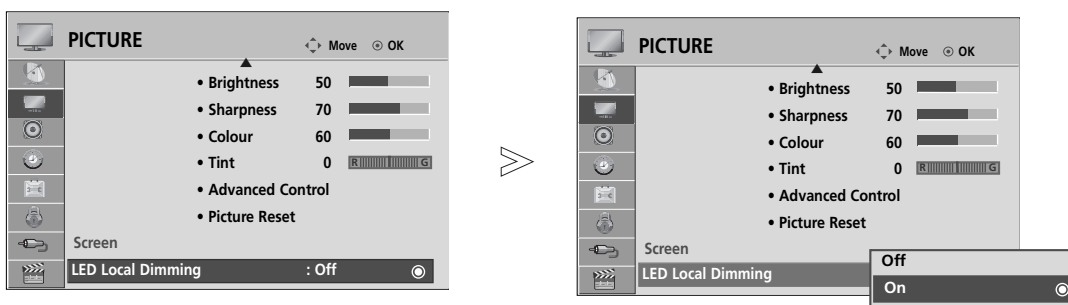 PICTURE
Move OK
• Brightness 50
• Sharpness 70
• Colour 60
• Tint 0 R G
• Advanced Control
• Picture Reset
Screen
LED Local Dimming : Off
PICTURE
Move OK
• Brightness 50
• Sharpness 70
• Colour 60
• Tint 0 R G
• Advanced Control
• Picture Reset
Screen
LED Local Dimming
Off
On